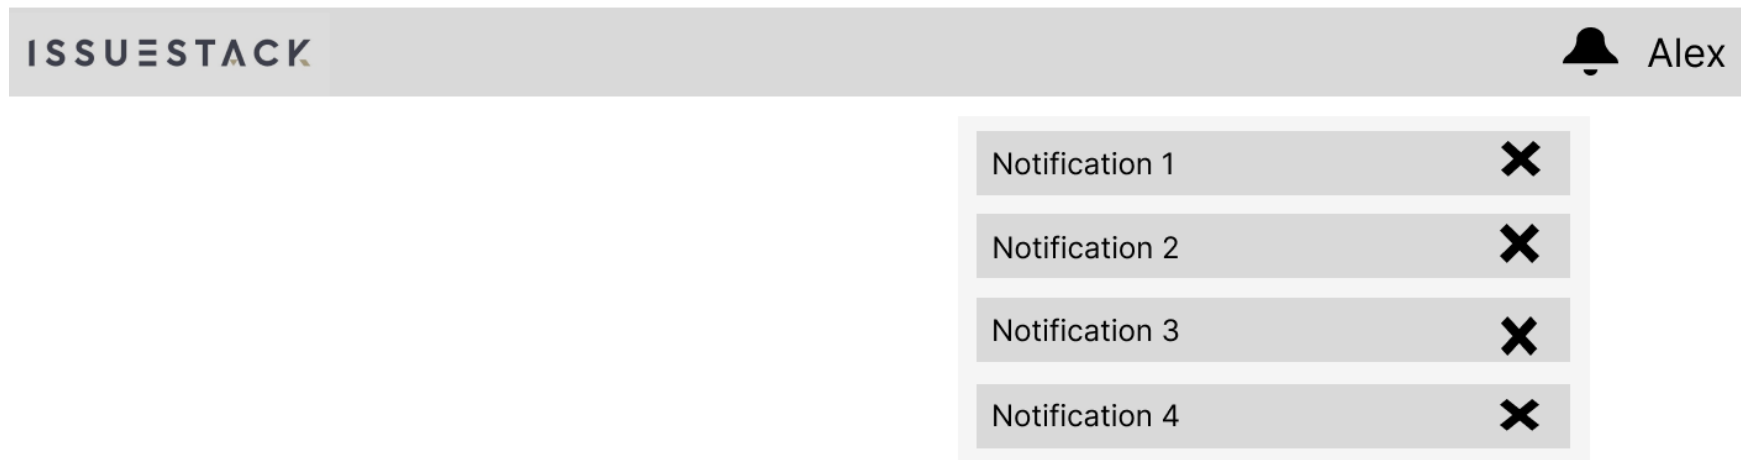 ISSUESTACK
Alex
Notification 1
Notification 2
Notification 3
Notification 4